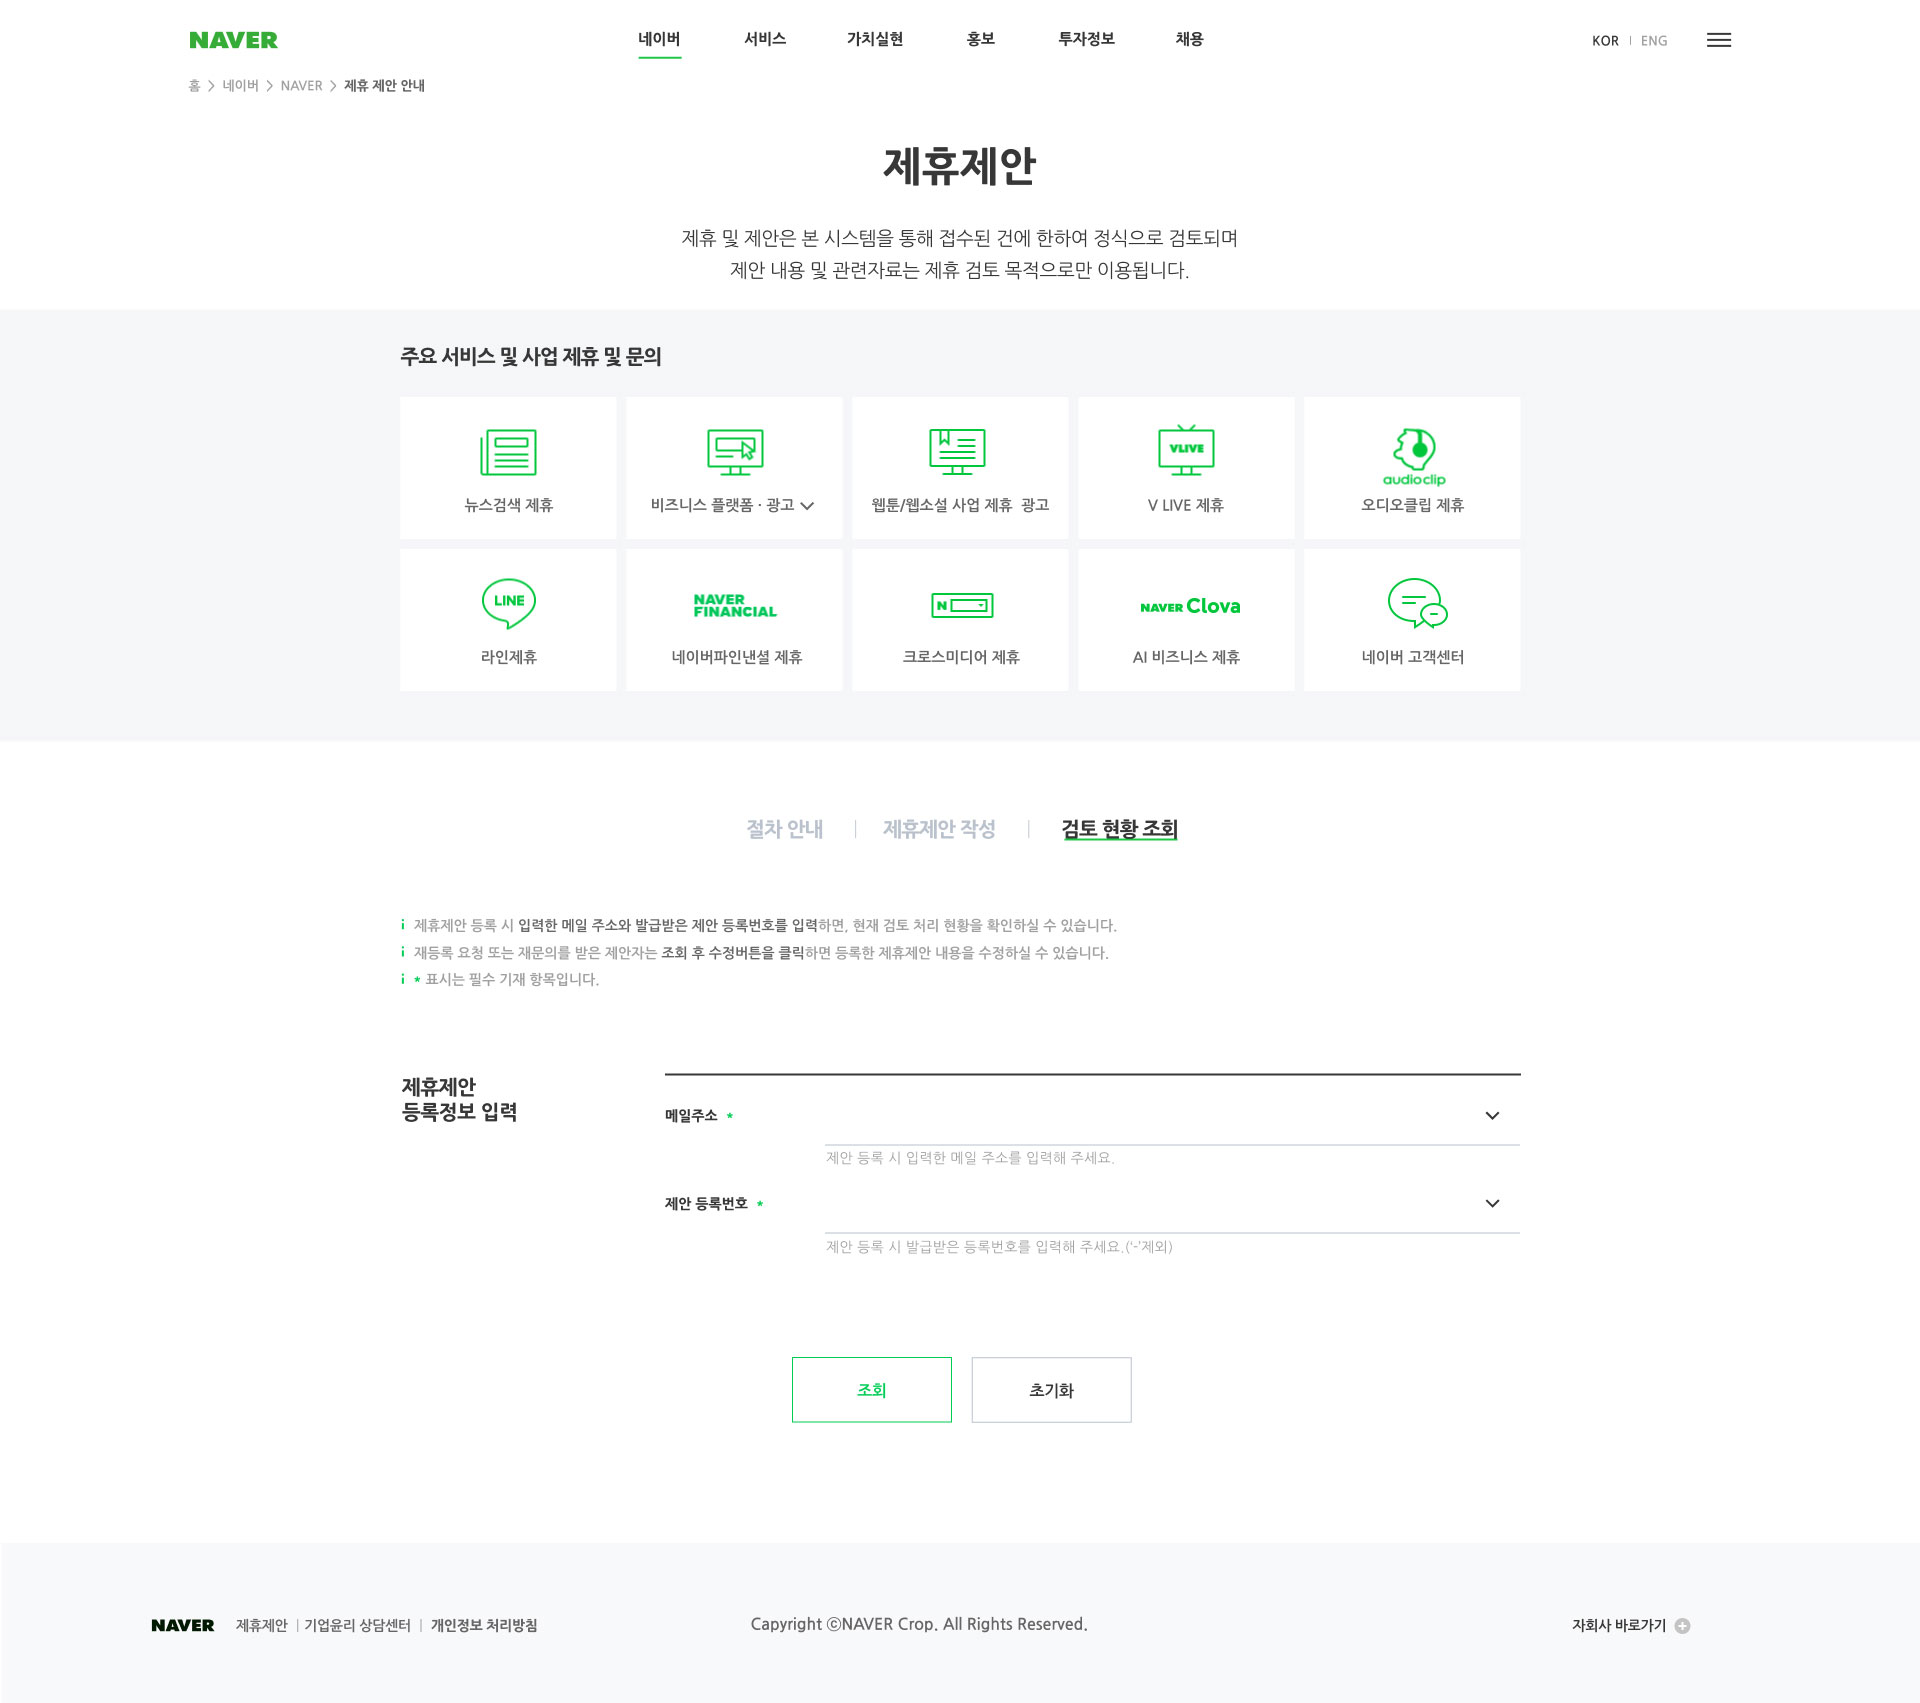 NAVER 네이버 서비스 가치실현 홍보 투자정보 채용 KOR ENG
홈 > 네이버 > NAVER > 제휴 제안 안내
제휴제안
제휴 및 제안은 본 시스템을 통해 접수된 건에 한하여 정식으로 검토되며
제안 내용 및 관련자료는 제휴 검토 목적으로만 이용됩니다.
주요 서비스 및 사업 제휴 및 문의
VLIVE
audioclip
뉴스검색 제휴 비즈니스 플랫폼 · 광고 웹툰/웹소설 사업 제휴 광고 V LIVE 제휴 오디오클립 제휴
LINE NAVER FINANCIAL N NAVER Clova
라인제휴 네이버파인낸셜 제휴 크로스미디어 제휴 AI 비즈니스 제휴 네이버 고객센터
절차 안내 제휴제안 작성 검토 현황 조회
i 제휴제안 등록 시 입력한 메일 주소와 발급받은 제안 등록번호를 입력하면, 현재 검토 처리 현황을 확인하실 수 있습니다.
i 재등록 요청 또는 재문의를 받은 제안자는 조회 후 수정버튼을 클릭하면 등록한 제휴제안 내용을 수정하실 수 있습니다.
i * 표시는 필수 기재 항목입니다.
제휴제안
등록정보 입력
메일주소 *
제안 등록 시 입력한 메일 주소를 입력해 주세요.
제안 등록번호 *
제안 등록 시 발급받은 등록번호를 입력해 주세요.('-'제외)
조회 초기화
NAVER 제휴제안 | 기업윤리 상담센터 | 개인정보 처리방침 Capyright ⓒNAVER Crop. All Rights Reserved. 자회사 바로가기